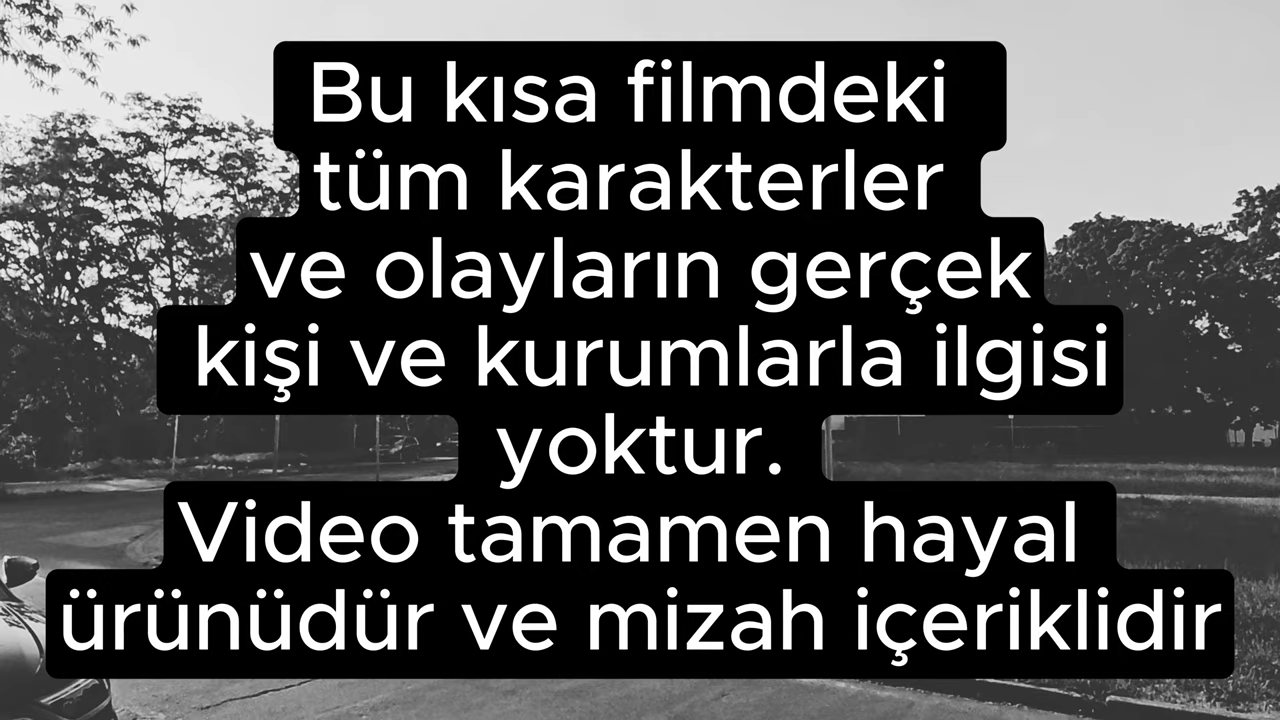 Bu kısa filmdeki
tüm karakterler
ve olayların gerçek
kişi ve kurumlarla ilgisi
yoktur.
Video tamamen hayal
ürünüdür ve mizah içeriklidir